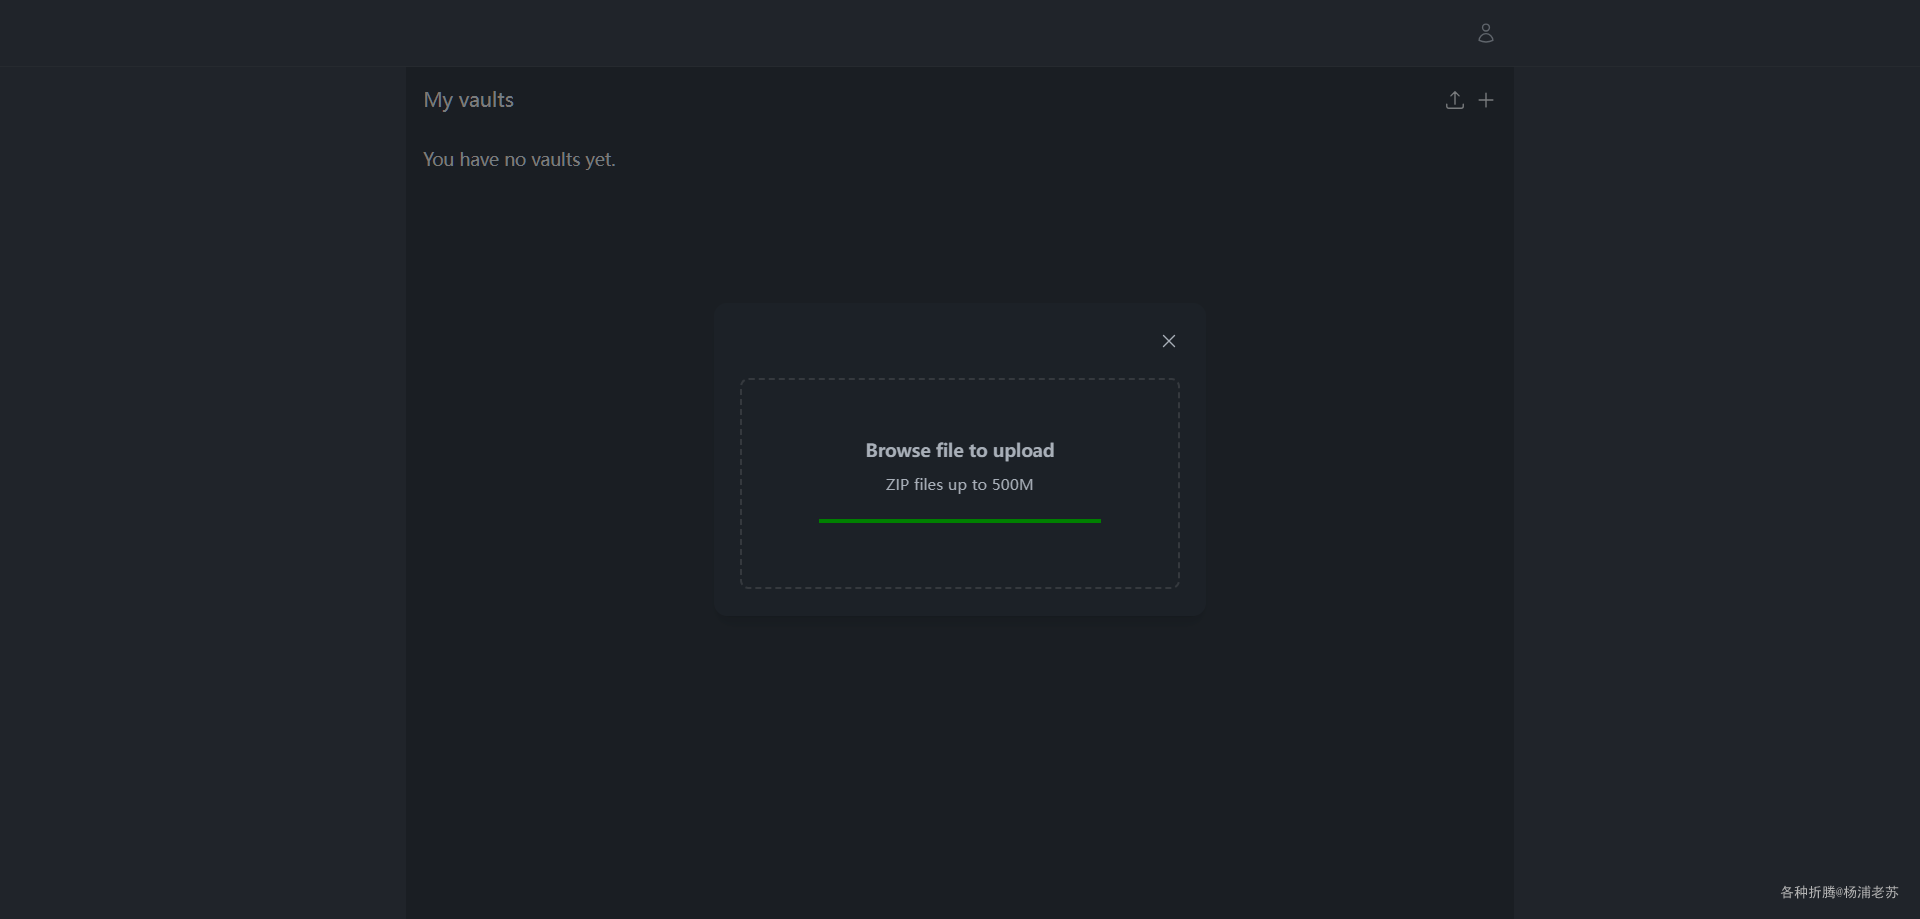 My vaults
You have no vaults yet.
Browse file to upload
ZIP files up to 500M
各种折腾@杨浦老苏